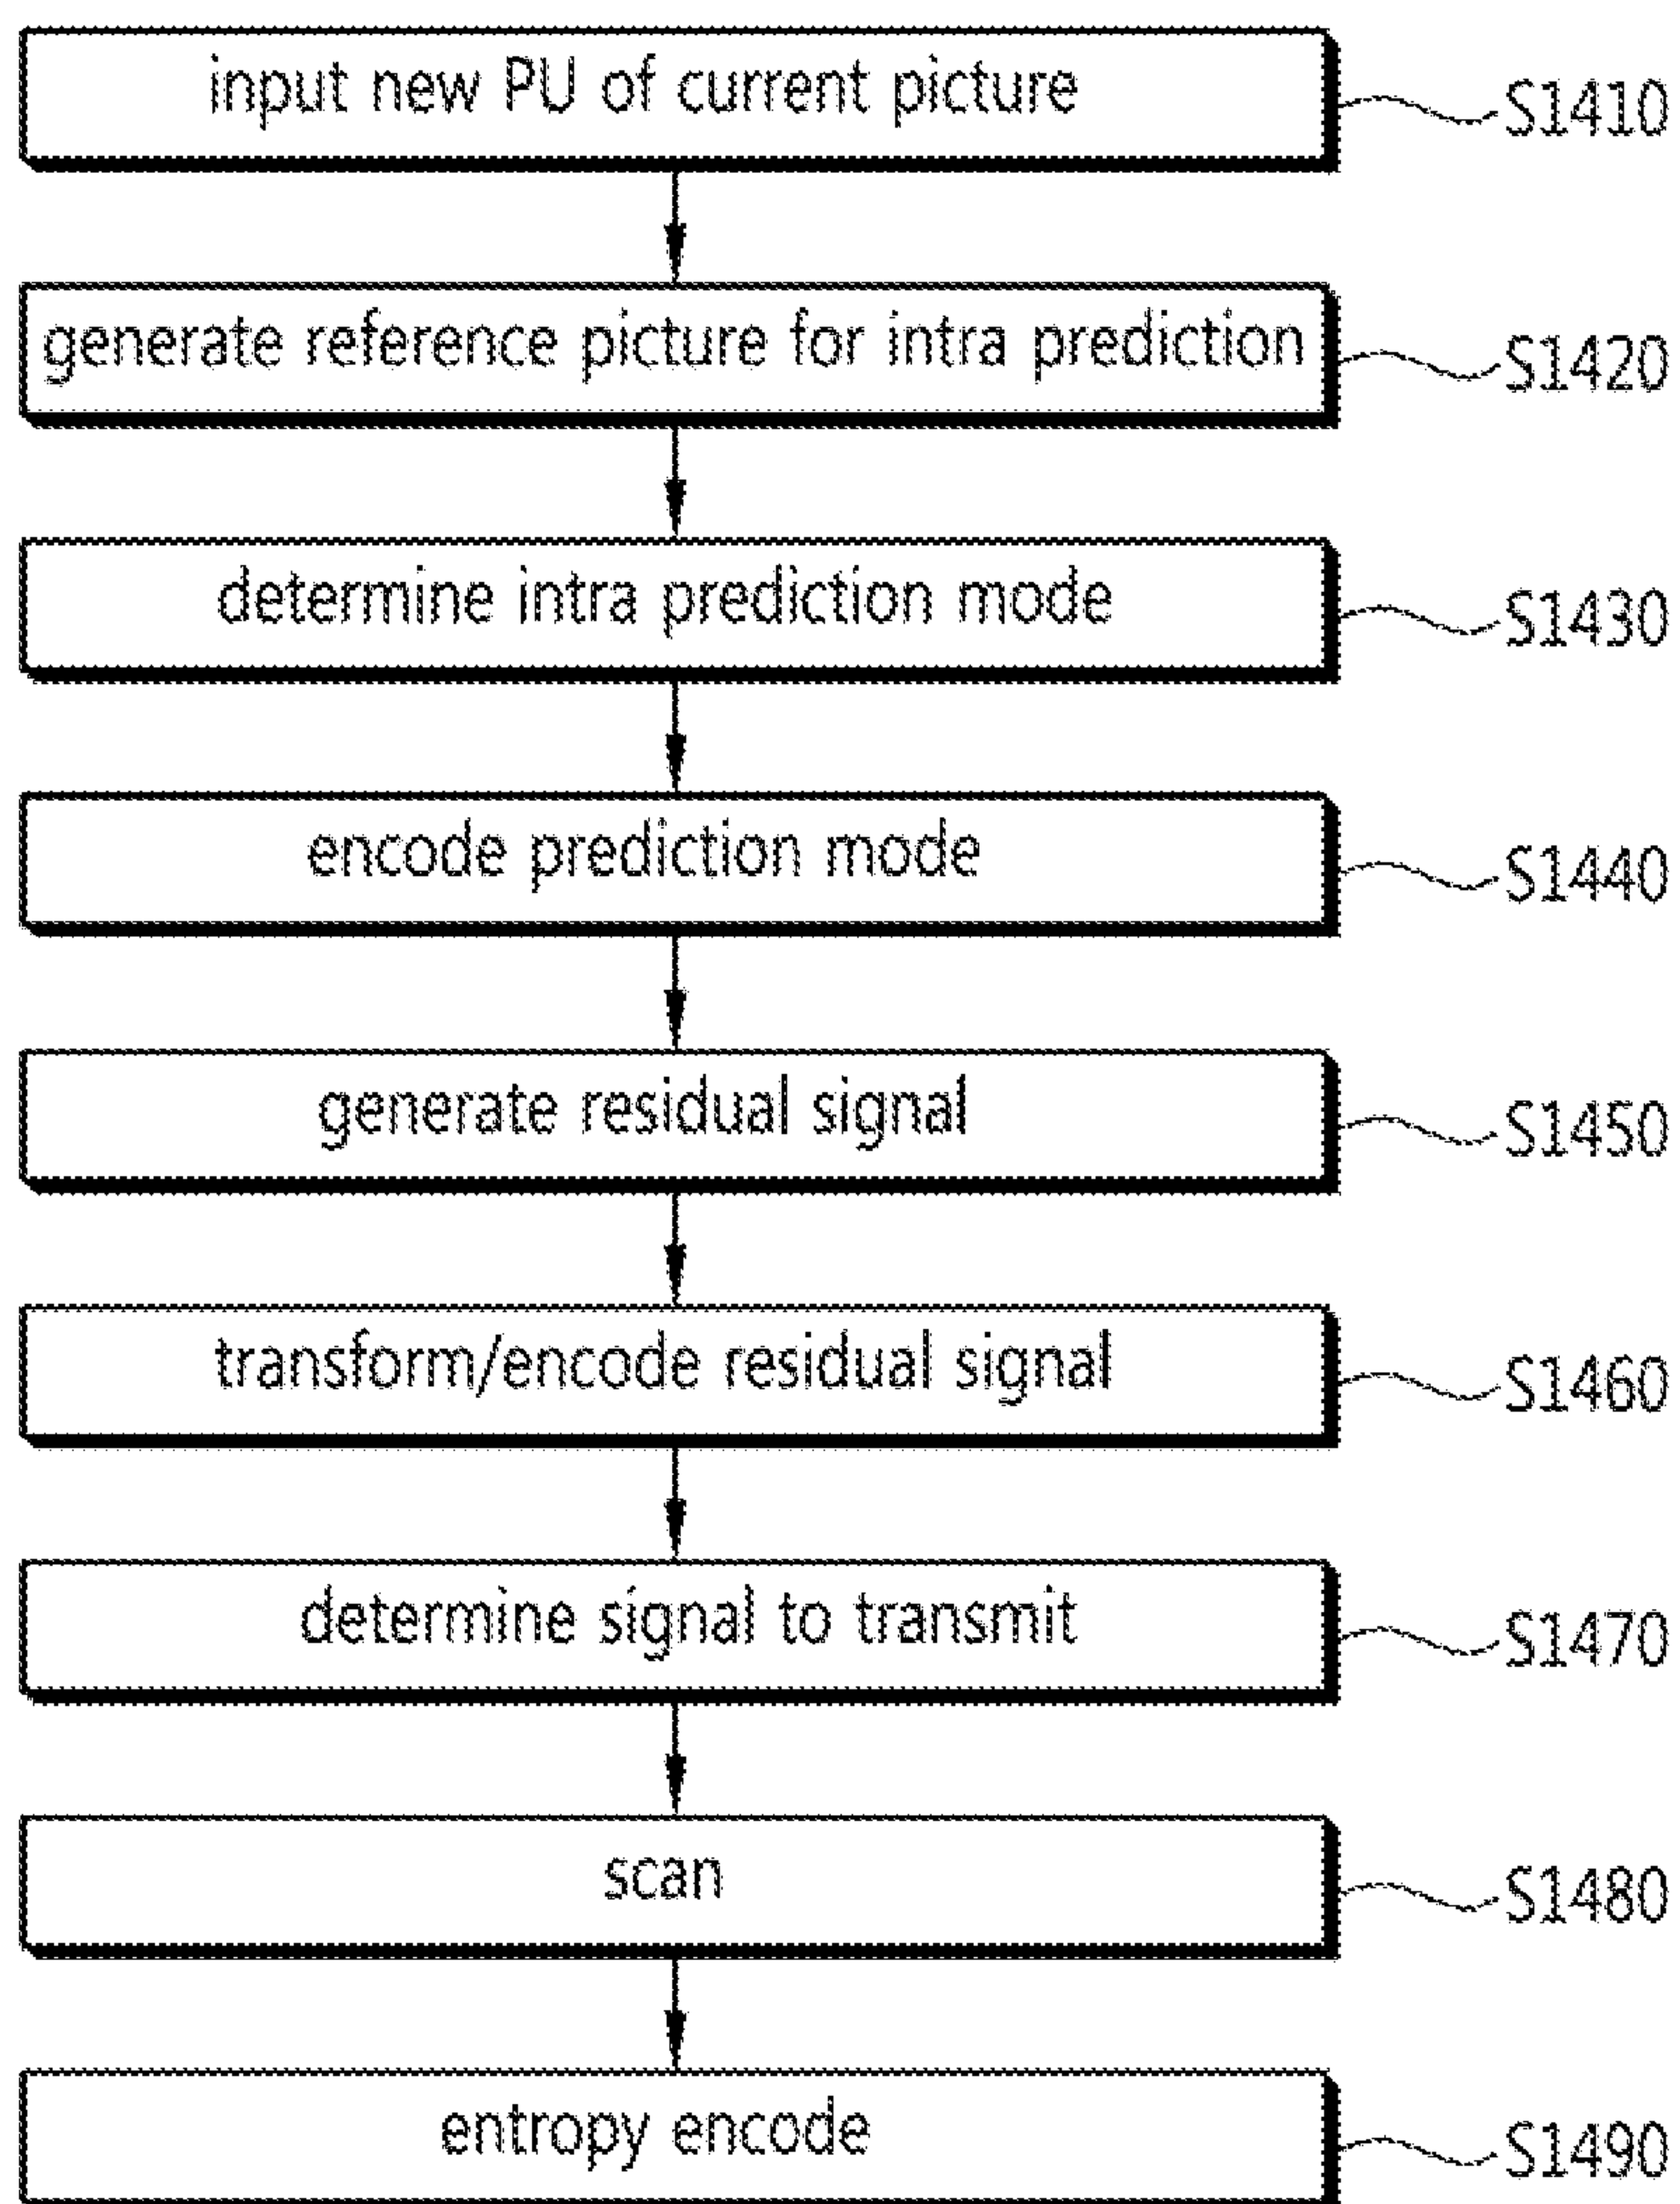 input new PU of current picture
S1410
generate reference picture for intra prediction
S1420
determine intra prediction mode
S1430
encode prediction mode
S1440
generate residual signal
S1450
transform/encode residual signal
S1460
determine signal to transmit
S1470
scan
S1480
entropy encode
S1490